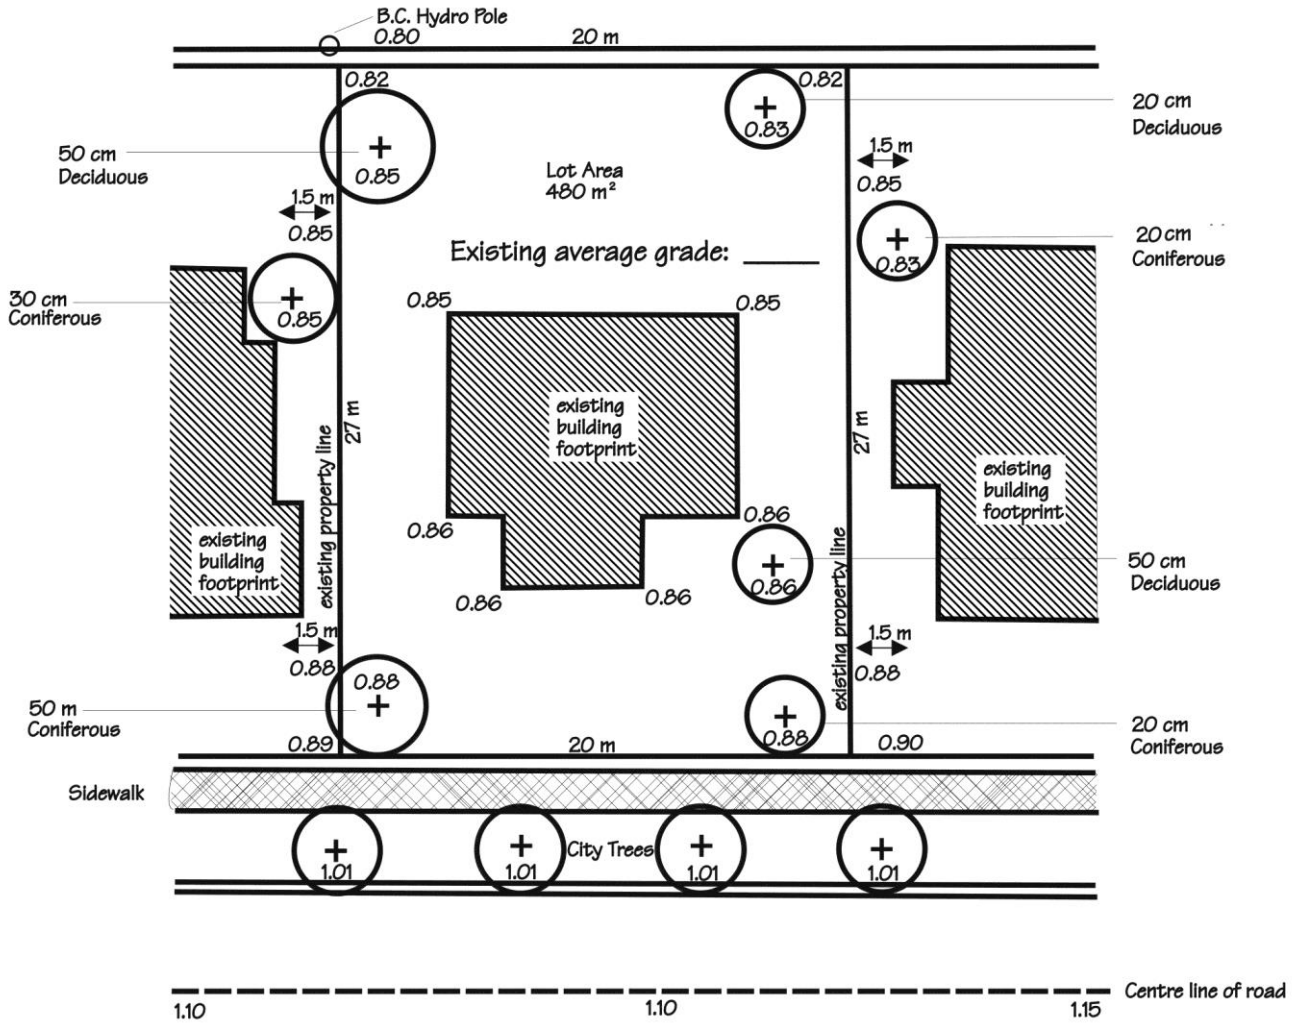 B.C. Hydro Pole
0.80
20 m
0.82
0.82
20 cm
Deciduous
0.83
50 cm
Deciduous
0.85
Lot Area
480 m²
1.5 m
0.85
1.5 m
0.85
Existing average grade: ______
20 cm
Coniferous
0.83
30 cm
Coniferous
0.85
0.85
0.85
27 m
existing
building
footprint
27 m
existing property line
existing
building
footprint
0.86
0.86
existing
building
footprint
existing property line
50 cm
Deciduous
0.86
0.86
0.86
1.5 m
0.88
1.5 m
0.88
0.88
50 m
Coniferous
20 cm
Coniferous
0.88
0.89
20 m
0.90
Sidewalk
City Trees
1.01
1.01
1.01
1.01
Centre line of road
1.10
1.10
1.15